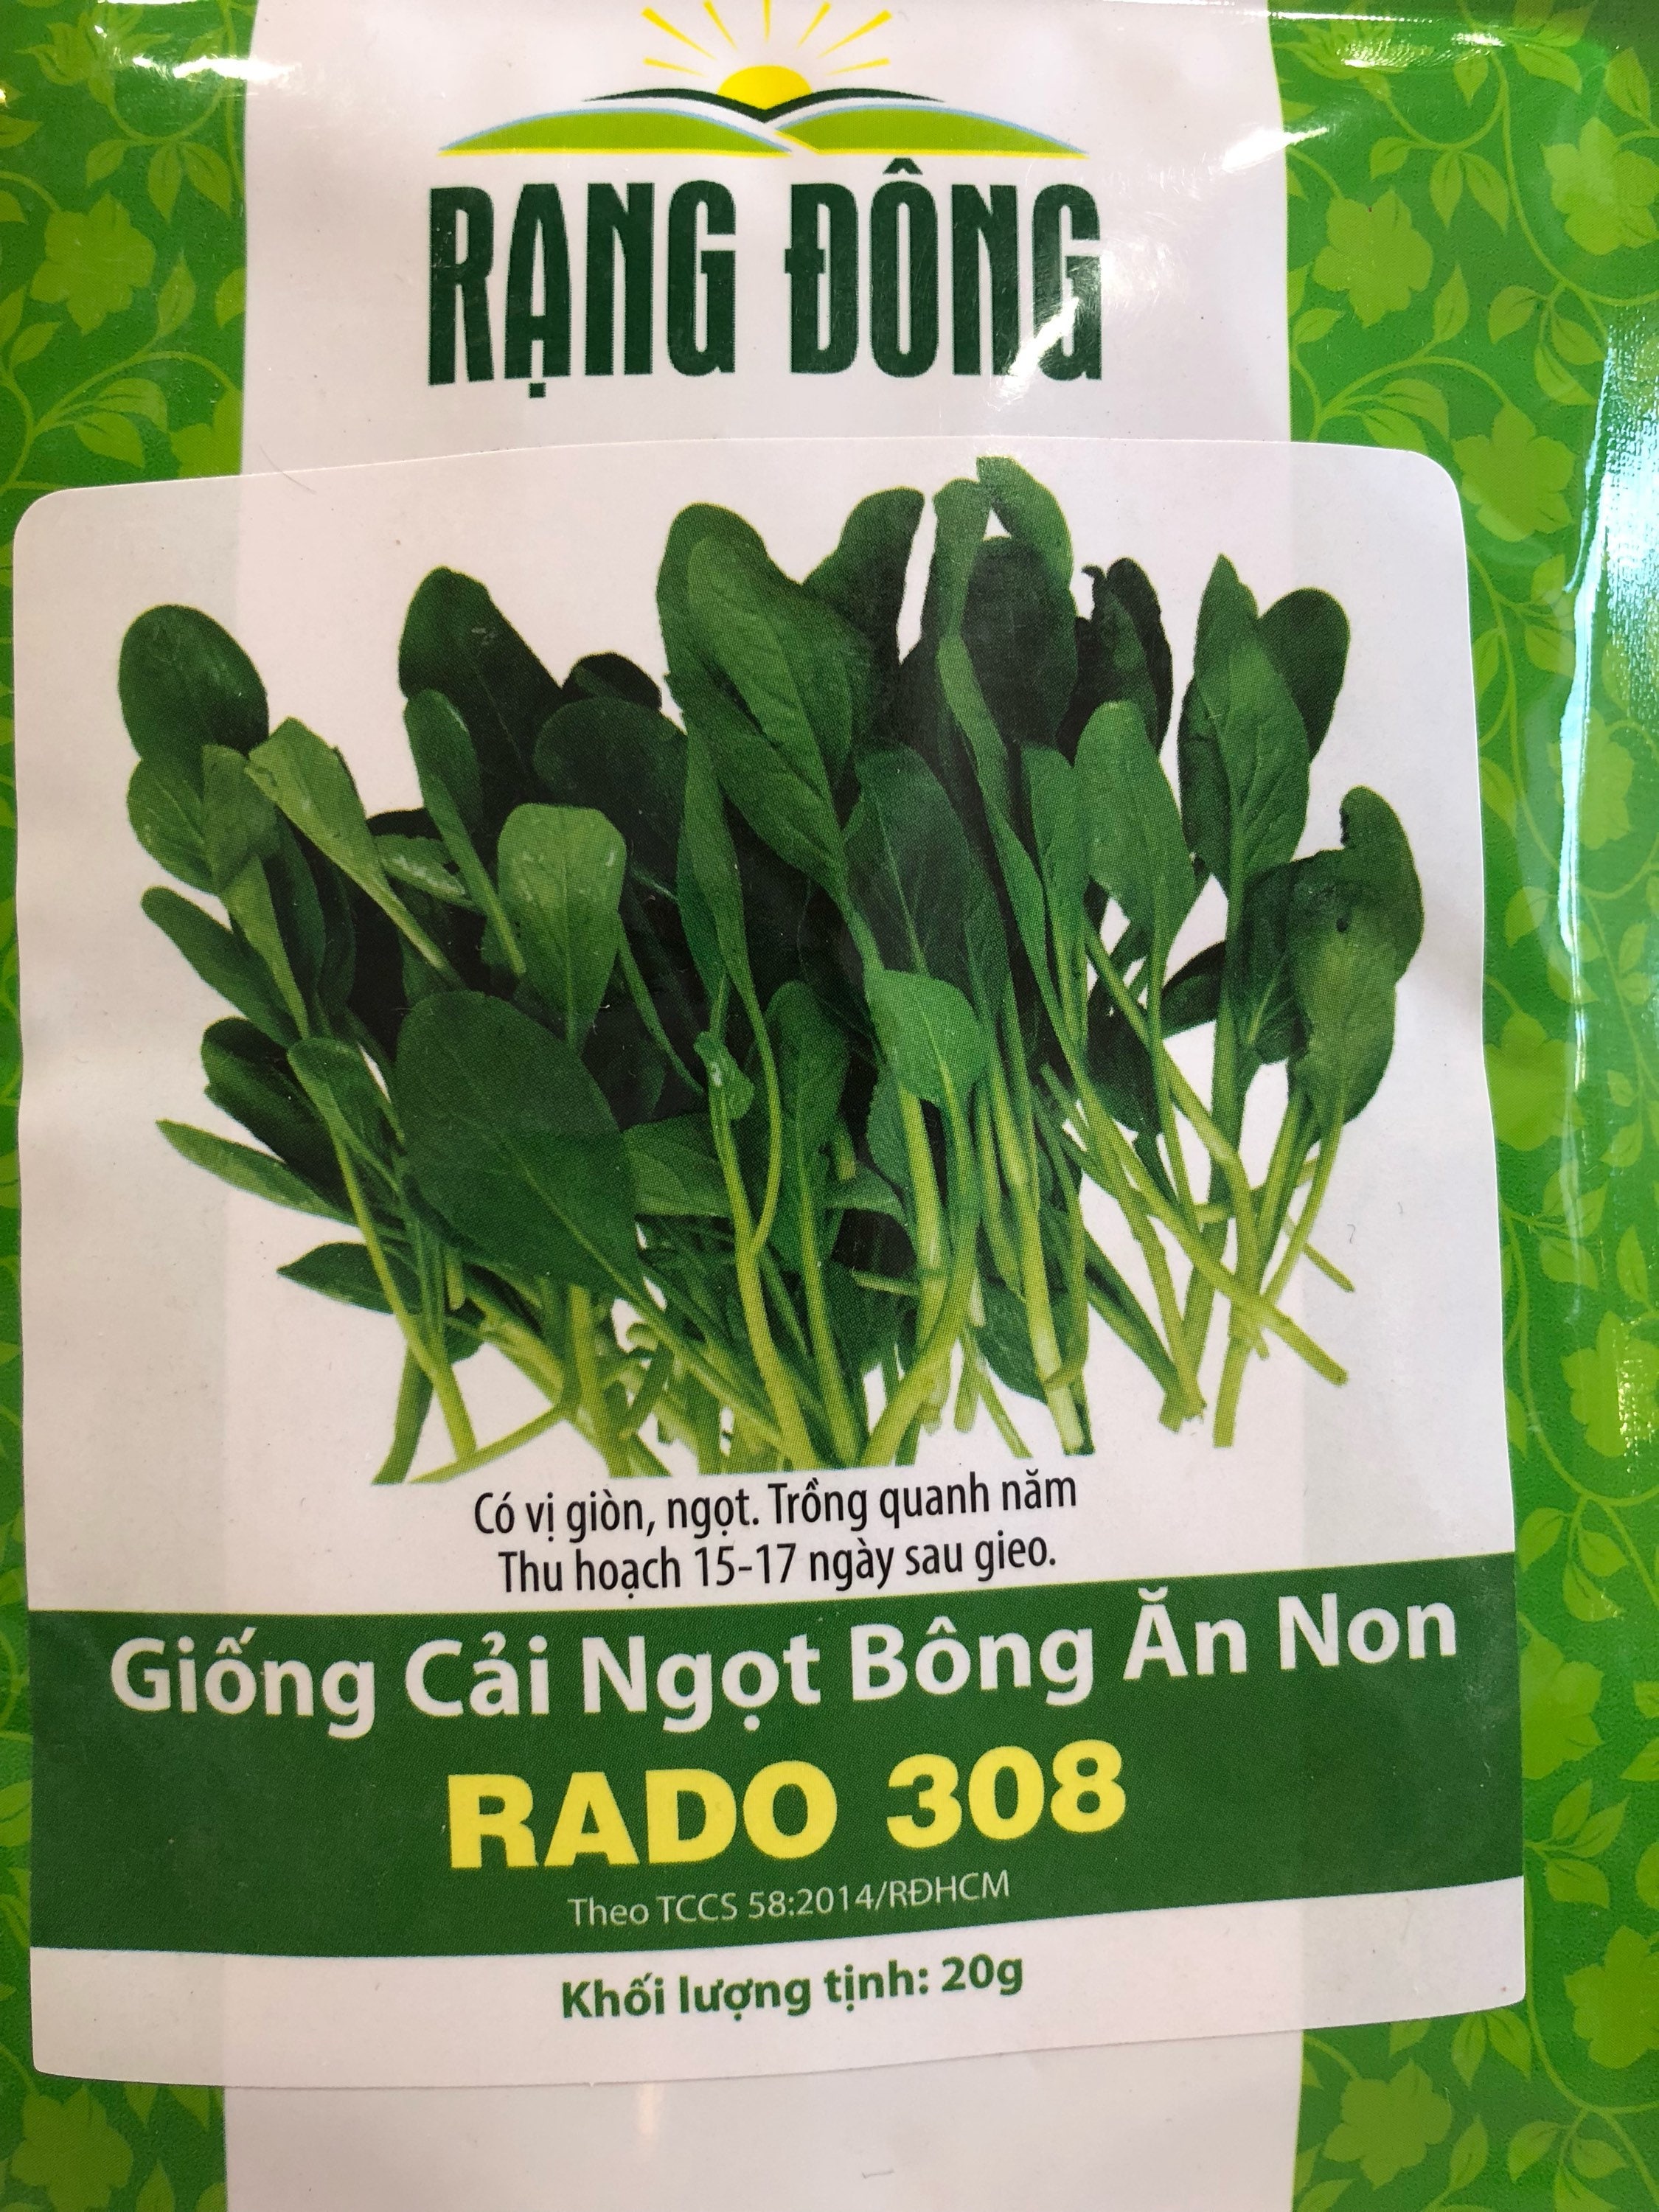 RẠNG ĐÔNG
Có vị giòn, ngọt. Trồng quanh năm
Thu hoạch 15-17 ngày sau gieo.
Giống Cải Ngọt Bông Ăn Non
RADO 308
Theo TCCS 58:2014/RĐHCM
Khối lượng tịnh: 20g